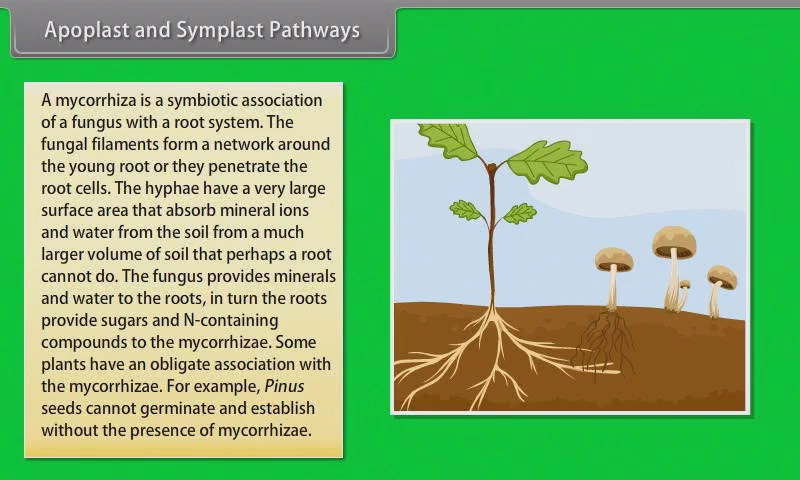 Apoplast and Symplast Pathways
A mycorrhiza is a symbiotic association
of a fungus with a root system. The
fungal filaments form a network around
the young root or they penetrate the
root cells. The hyphae have a very large
surface area that absorb mineral ions
and water from the soil from a much
larger volume of soil that perhaps a root
cannot do. The fungus provides minerals
and water to the roots, in turn the roots
provide sugars and N-containing
compounds to the mycorrhizae. Some
plants have an obligate association with
the mycorrhizae. For example, Pinus
seeds cannot germinate and establish
without the presence of mycorrhizae.